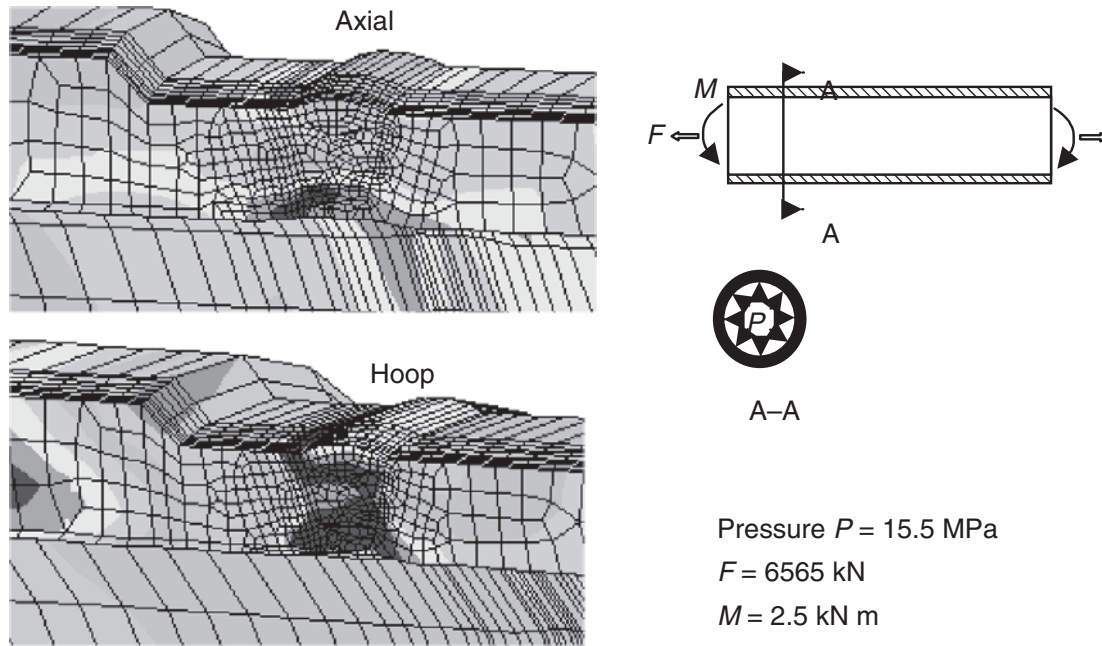 Axial
M
A
F
A
P
Hoop
A–A
Pressure P = 15.5 MPa
F = 6565 kN
M = 2.5 kN m